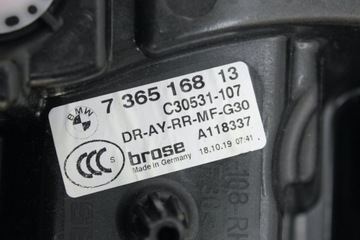 BMW
7 365 168 13
C30531-107
DR-AY-RR-MF-G30
A118337
CCC S
brose
18.10.19 07:41
Made in Germany